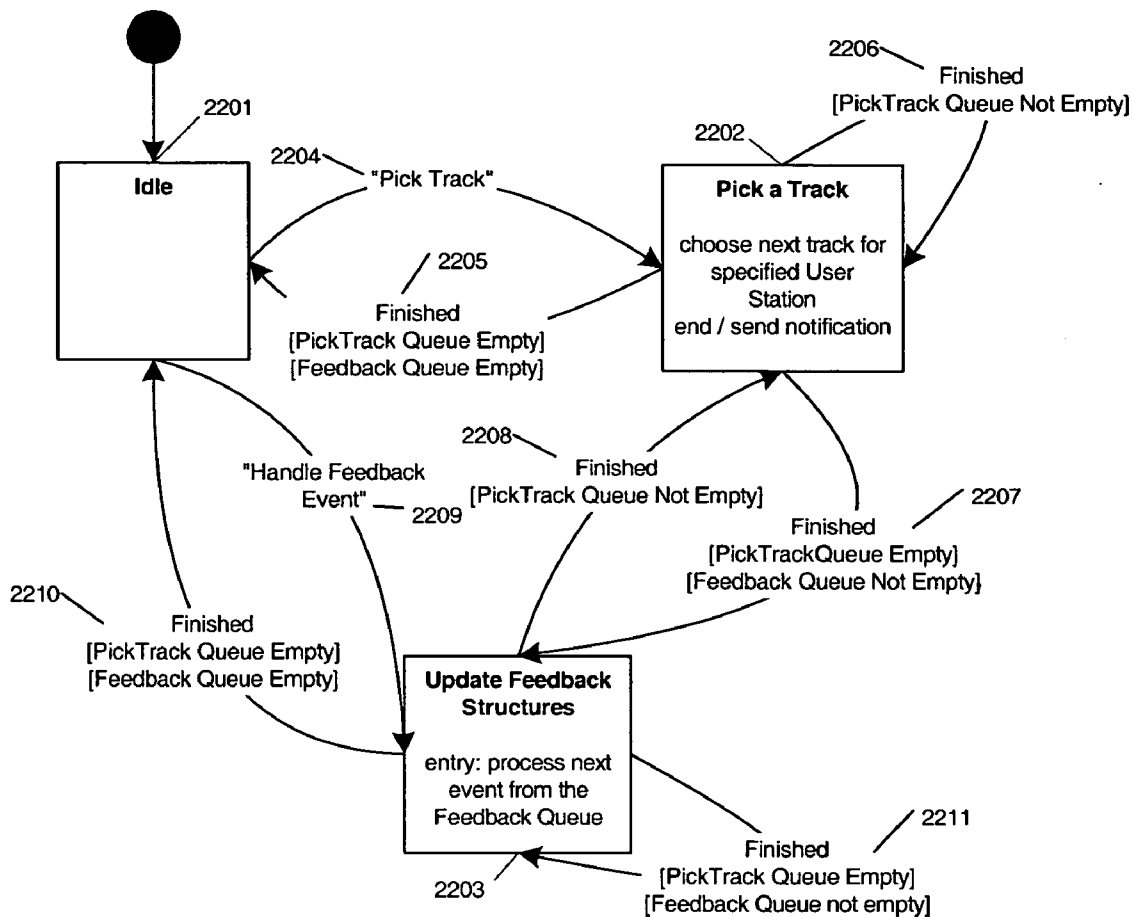 2206
Finished
[PickTrack Queue Not Empty]
2201
2202
2204
Idle
"Pick Track"
Pick a Track
choose next track for
specified User
Station
end / send notification
2205
Finished
[PickTrack Queue Empty]
[Feedback Queue Empty]
2208
Finished
[PickTrack Queue Not Empty]
"Handle Feedback
Event"
2209
2207
Finished
[PickTrackQueue Empty]
[Feedback Queue Not Empty]
2210
Finished
[PickTrack Queue Empty]
[Feedback Queue Empty]
Update Feedback
Structures
entry: process next
event from the
Feedback Queue
2211
Finished
[PickTrack Queue Empty]
[Feedback Queue not empty]
2203